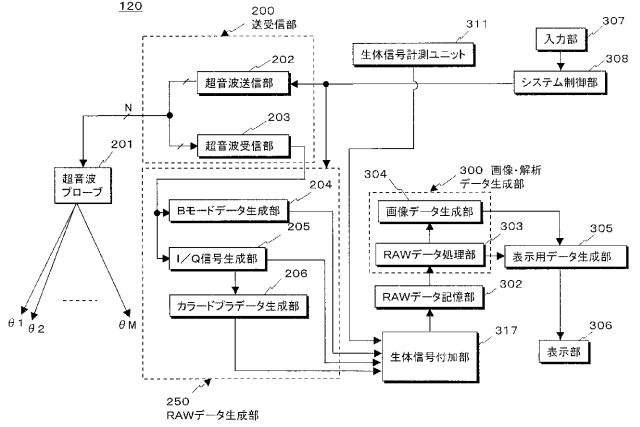 120
200
送受信部
202
超音波送信部
203
超音波受信部
N
201
超音波
プローブ
θ1
θ2
θM
311
生体信号計測ユニット
307
入力部
308
システム制御部
204
Bモードデータ生成部
205
I/Q信号生成部
206
カラードプラデータ生成部
250
RAWデータ生成部
300 画像・解析
データ生成部
304
画像データ生成部
303
RAWデータ処理部
302
RAWデータ記憶部
317
生体信号付加部
305
表示用データ生成部
306
表示部